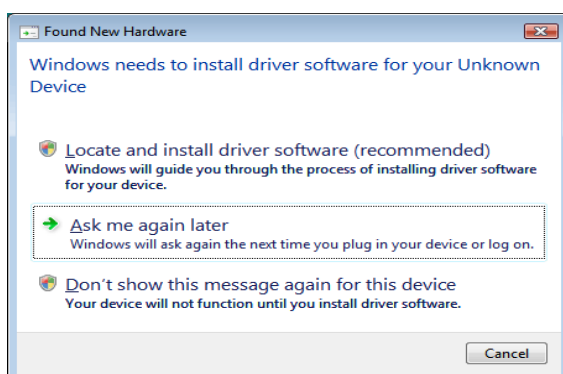 Found New Hardware
Windows needs to install driver software for your Unknown
Device
Locate and install driver software (recommended)
Windows will guide you through the process of installing driver software
for your device.
Ask me again later
Windows will ask again the next time you plug in your device or log on.
Don't show this message again for this device
Your device will not function until you install driver software.
Cancel